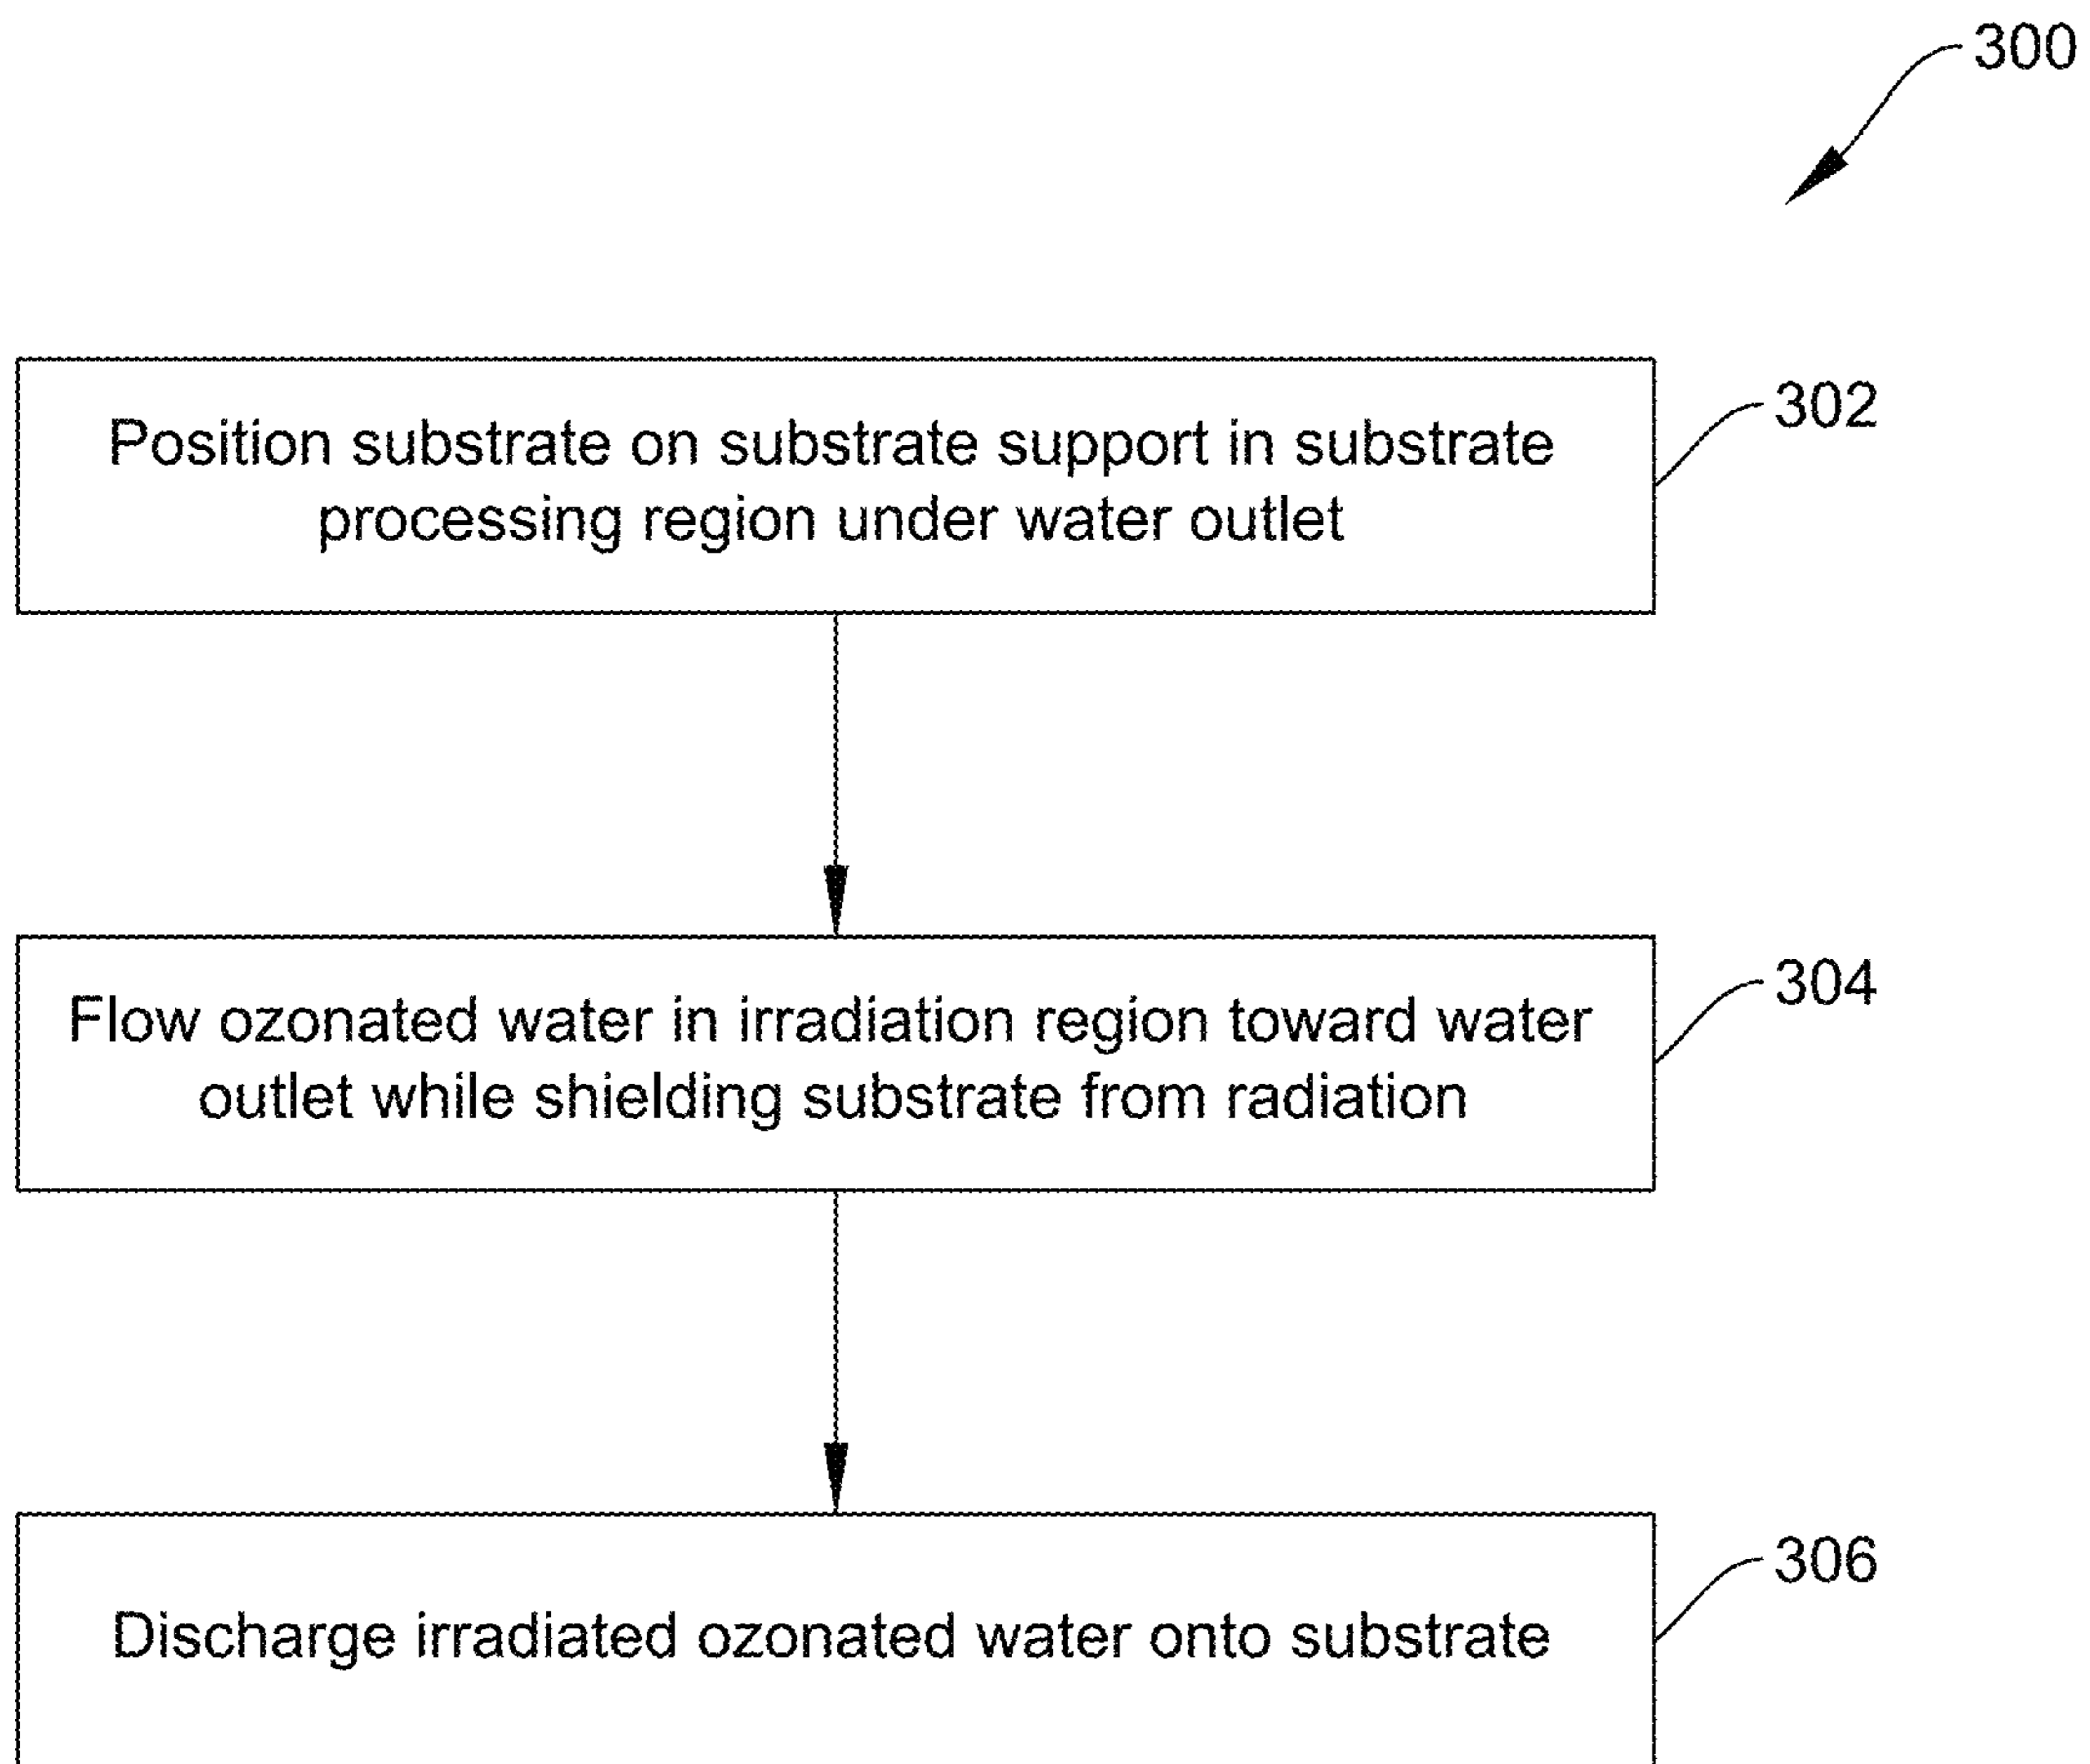 300
Position substrate on substrate support in substrate
processing region under water outlet
302
Flow ozonated water in irradiation region toward water
outlet while shielding substrate from radiation
304
Discharge irradiated ozonated water onto substrate
306